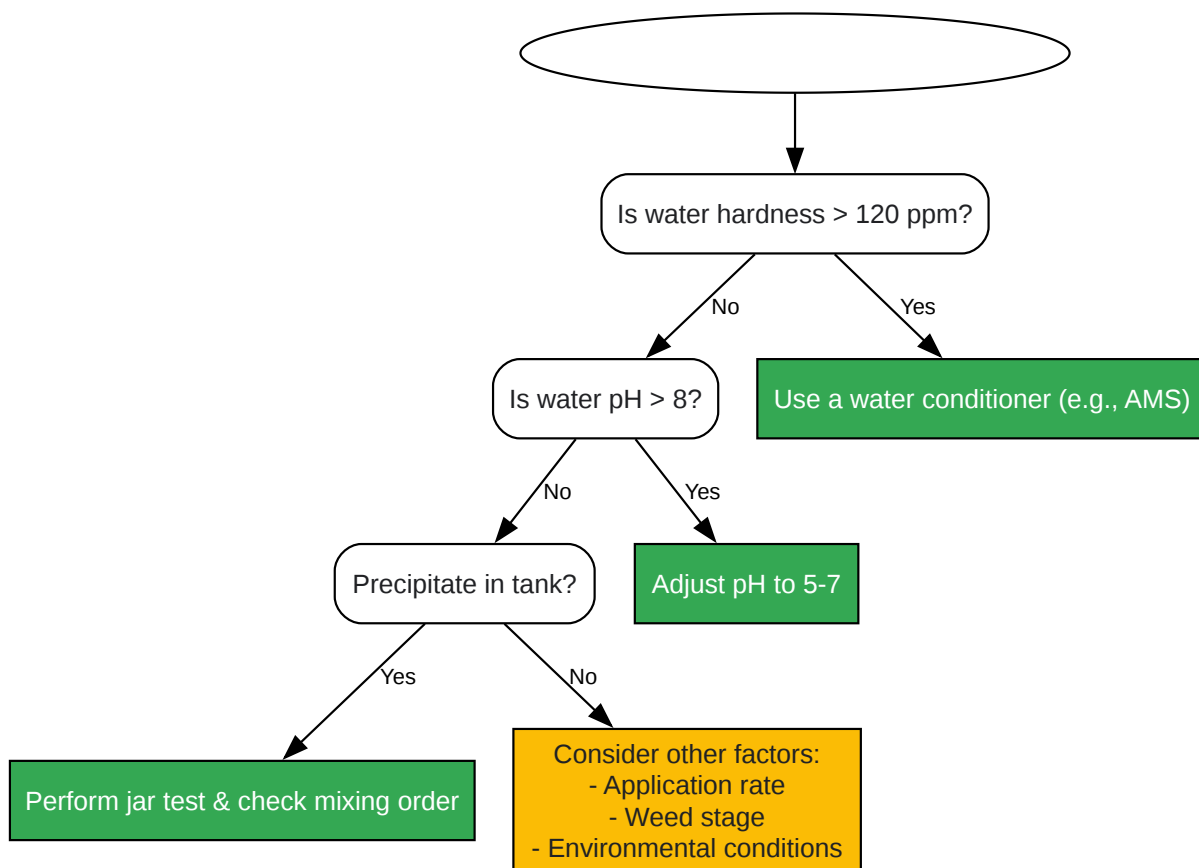 Is water hardness > 120 ppm?
No
Yes
Is water pH > 8?
Use a water conditioner (e.g., AMS)
No
Yes
Precipitate in tank?
Adjust pH to 5-7
Yes
No
Perform jar test & check mixing order
Consider other factors:
- Application rate
- Weed stage
- Environmental conditions